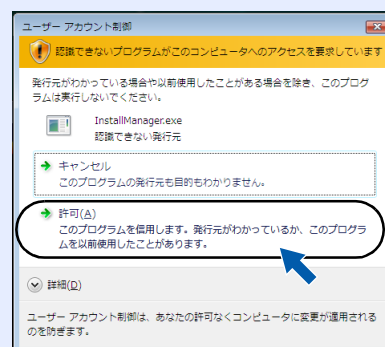 ユーザー アカウント制御
認識できないプログラムがこのコンピュータへのアクセスを要求しています
発行元がわかっている場合や以前使用したことがある場合を除き、このプログ
ラムは実行しないでください。
InstallManager.exe
認識できない発行元
キャンセル
このプログラムの発行元も目的もわかりません。
許可(A)
このプログラムを信用します。発行元がわかっているか、このプログラ
ムを以前使用したことがあります。
詳細(D)
ユーザー アカウント制御は、あなたの許可なくコンピュータに変更が適用される
のを防ぎます。